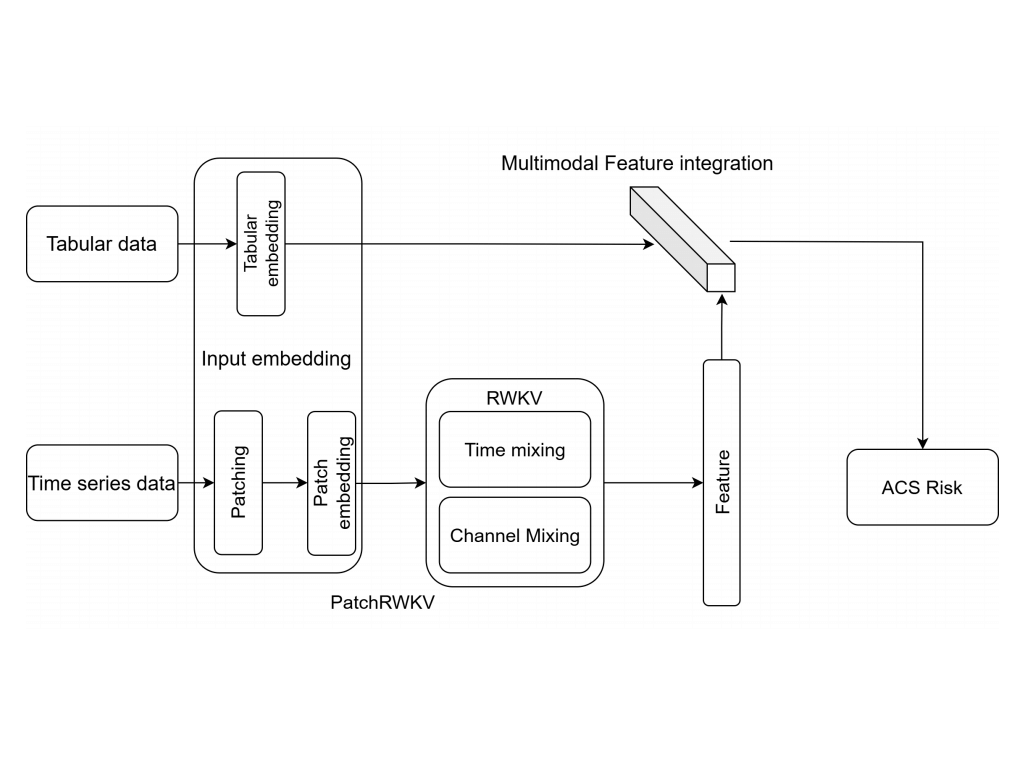 Multimodal Feature integration
Tabular data
Tabular
embedding
Input embedding
Time series data
Patching
Patch
embedding
RWKV
Time mixing
Channel Mixing
PatchRWKV
Feature
ACS Risk